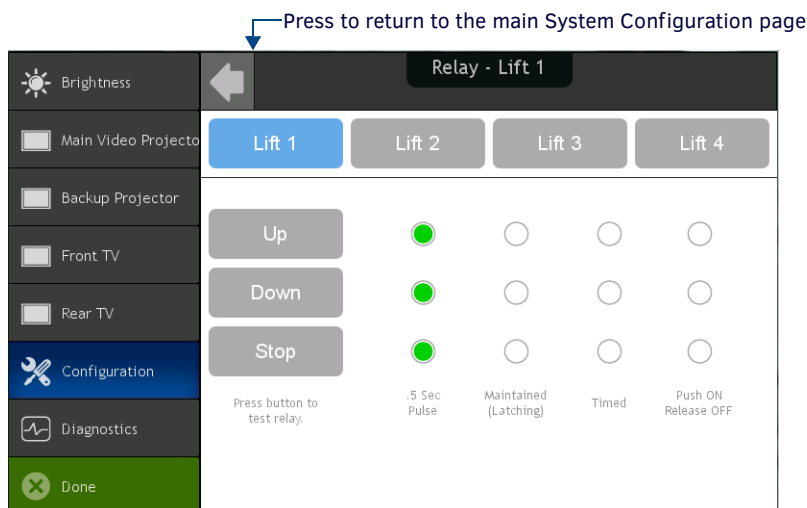 Press to return to the main System Configuration page
Relay - Lift 1
Brightness
Main Video Projecto
Backup Projector
Front TV
Rear TV
Configuration
Diagnostics
Done
Lift 1
Lift 2
Lift 3
Lift 4
Up
Down
Stop
Press button to
test relay.
.5 Sec
Pulse
Maintained
(Latching)
Timed
Push ON
Release OFF